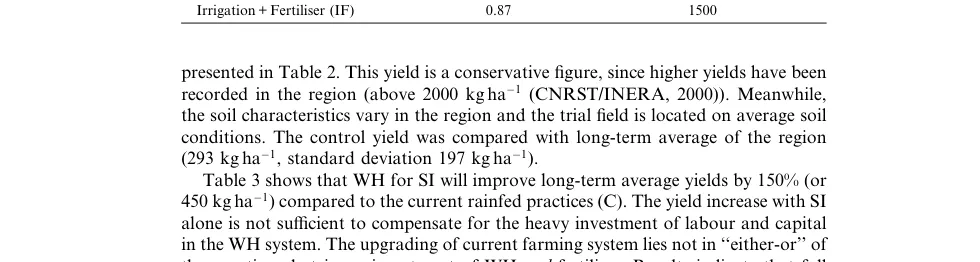 Irrigation + Fertiliser (IF) 0.87 1500
presented in Table 2. This yield is a conservative figure, since higher yields have been
recorded in the region (above 2000 kg ha⁻¹ (CNRST/INERA, 2000)). Meanwhile,
the soil characteristics vary in the region and the trial field is located on average soil
conditions. The control yield was compared with long-term average of the region
(293 kg ha⁻¹, standard deviation 197 kg ha⁻¹).
Table 3 shows that WH for SI will improve long-term average yields by 150% (or
450 kg ha⁻¹) compared to the current rainfed practices (C). The yield increase with SI
alone is not sufficient to compensate for the heavy investment of labour and capital
in the WH system. The upgrading of current farming system lies not in “either-or” of